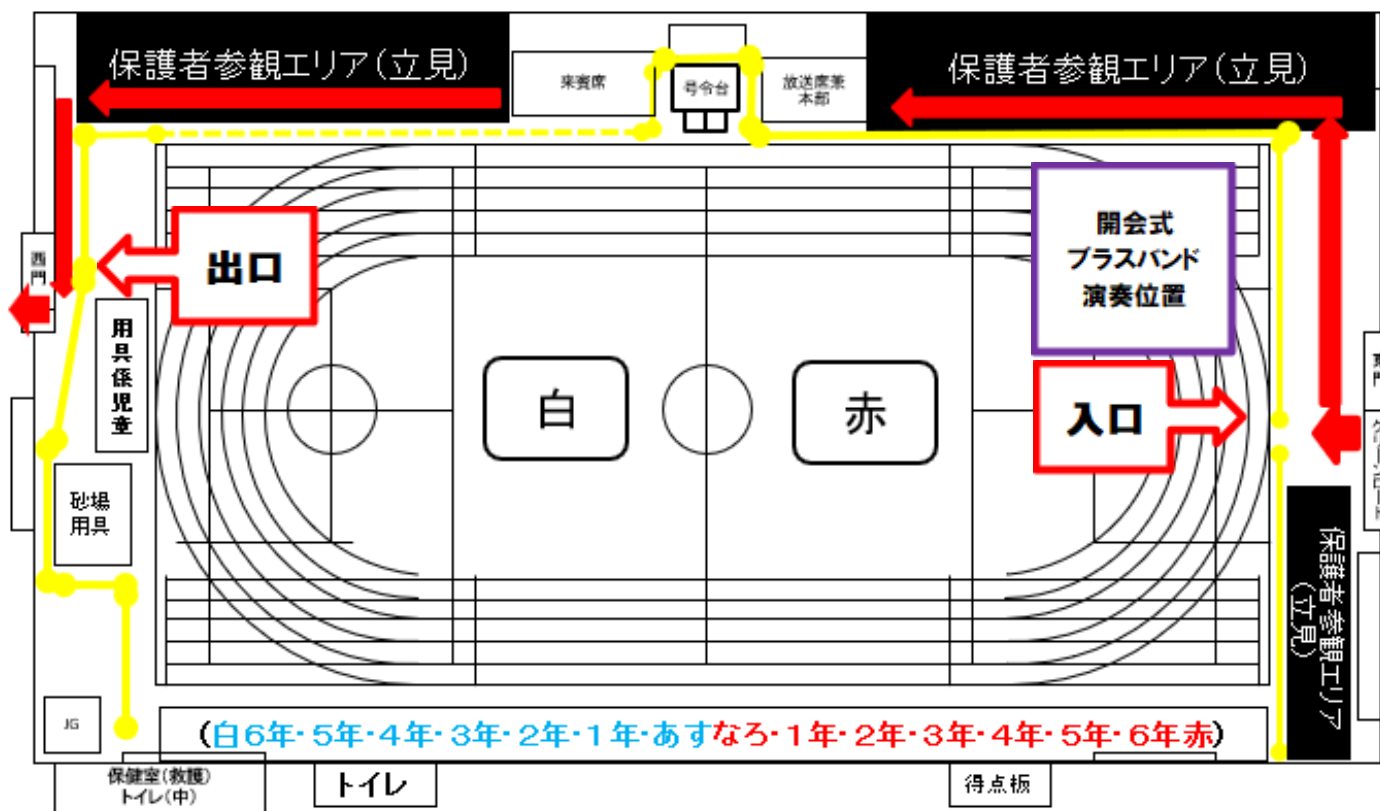 保護者参観エリア(立見)
来賓席
号令台
放送席兼
本部
保護者参観エリア(立見)
開会式
ブラスバンド
演奏位置
西門
出口
用具係児童
白
赤
入口
東門
砂場
用具
保護者参観エリア
(立見)
JG
(白6年・5年・4年・3年・2年・1年・あすなろ・1年・2年・3年・4年・5年・6年赤)
保健室(救護)
トイレ(中)
トイレ
得点板